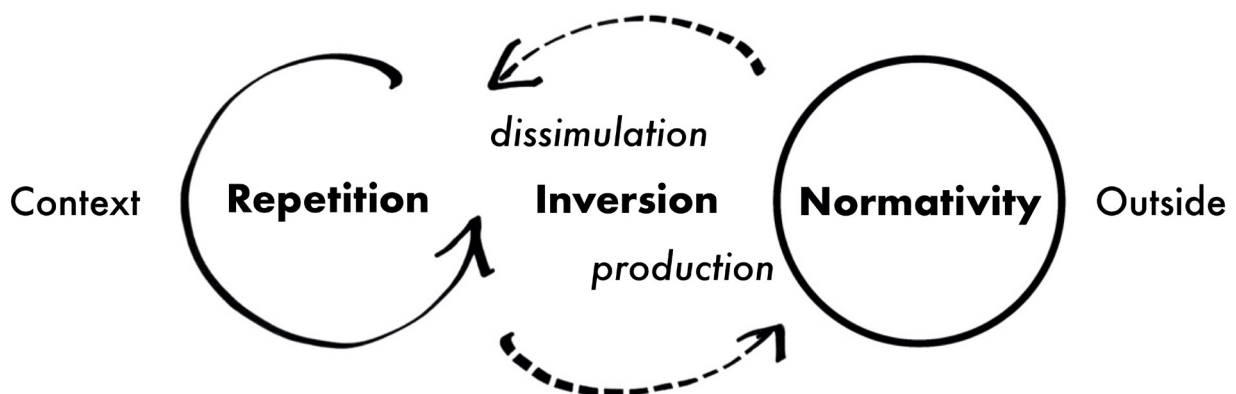 dissimulation
Context Repetition Inversion Normativity Outside
production